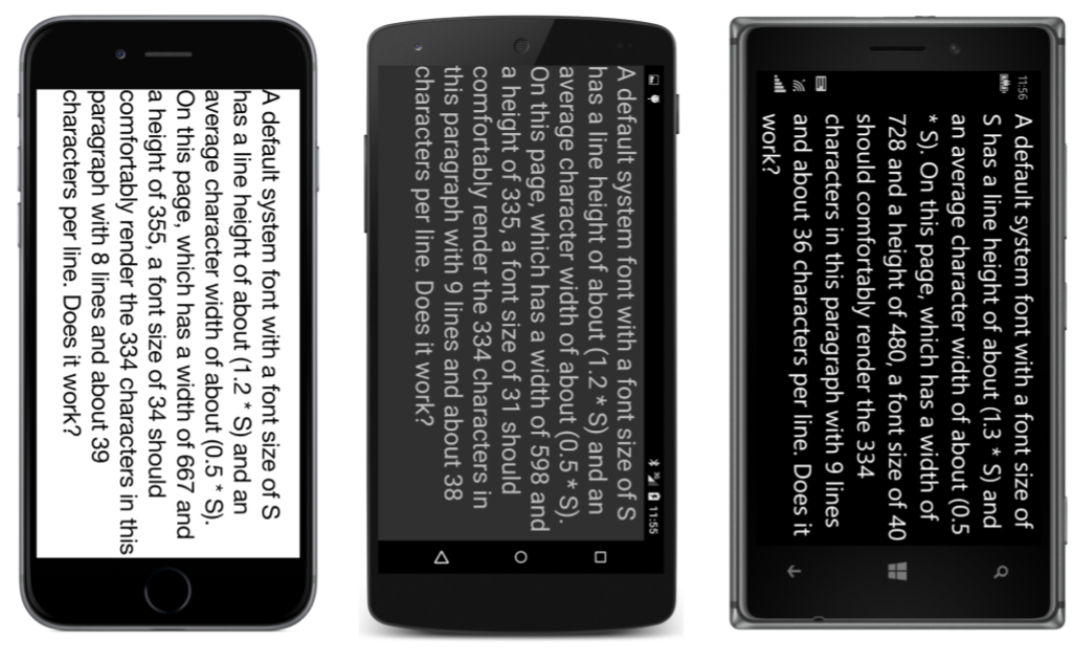 A default system font with a font size of S
has a line height of about (1.2 * S) and an
average character width of about (0.5 * S).
On this page, which has a width of 667 and
a height of 355, a font size of 34 should
comfortably render the 334 characters in this
paragraph with 8 lines and about 39
characters per line. Does it work?
11:55
A default system font with a font size of S
has a line height of about (1.2 * S) and an
average character width of about (0.5 * S).
On this page, which has a width of 598 and
a height of 335, a font size of 31 should
comfortably render the 334 characters in
this paragraph with 9 lines and about 38
characters per line. Does it work?
11:56
A default system font with a font size of
S has a line height of about (1.3 * S) and
an average character width of about (0.5
* S). On this page, which has a width of
728 and a height of 480, a font size of 40
should comfortably render the 334
characters in this paragraph with 9 lines
and about 36 characters per line. Does it
work?